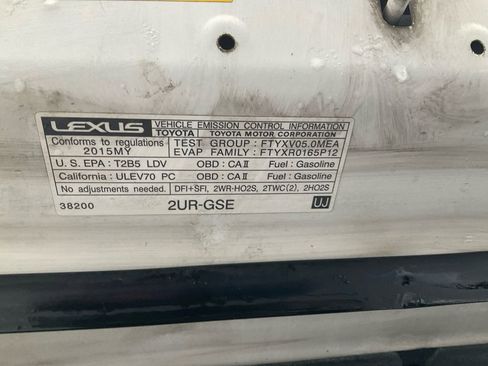 LEXUS VEHICLE EMISSION CONTROL INFORMATION
TOYOTA TOYOTA MOTOR CORPORATION
Conforms to regulations TEST GROUP : FTYXV05.0MEA
2015MY EVAP FAMILY : FTYXR0165P12
U.S. EPA : T2B5 LDV OBD : CAⅡ Fuel : Gasoline
California : ULEV70 PC OBD : CAⅡ Fuel : Gasoline
No adjustments needed. DFI+SFI, 2WR-HO2S, 2TWC(2), 2HO2S
38200 2UR-GSE UJ